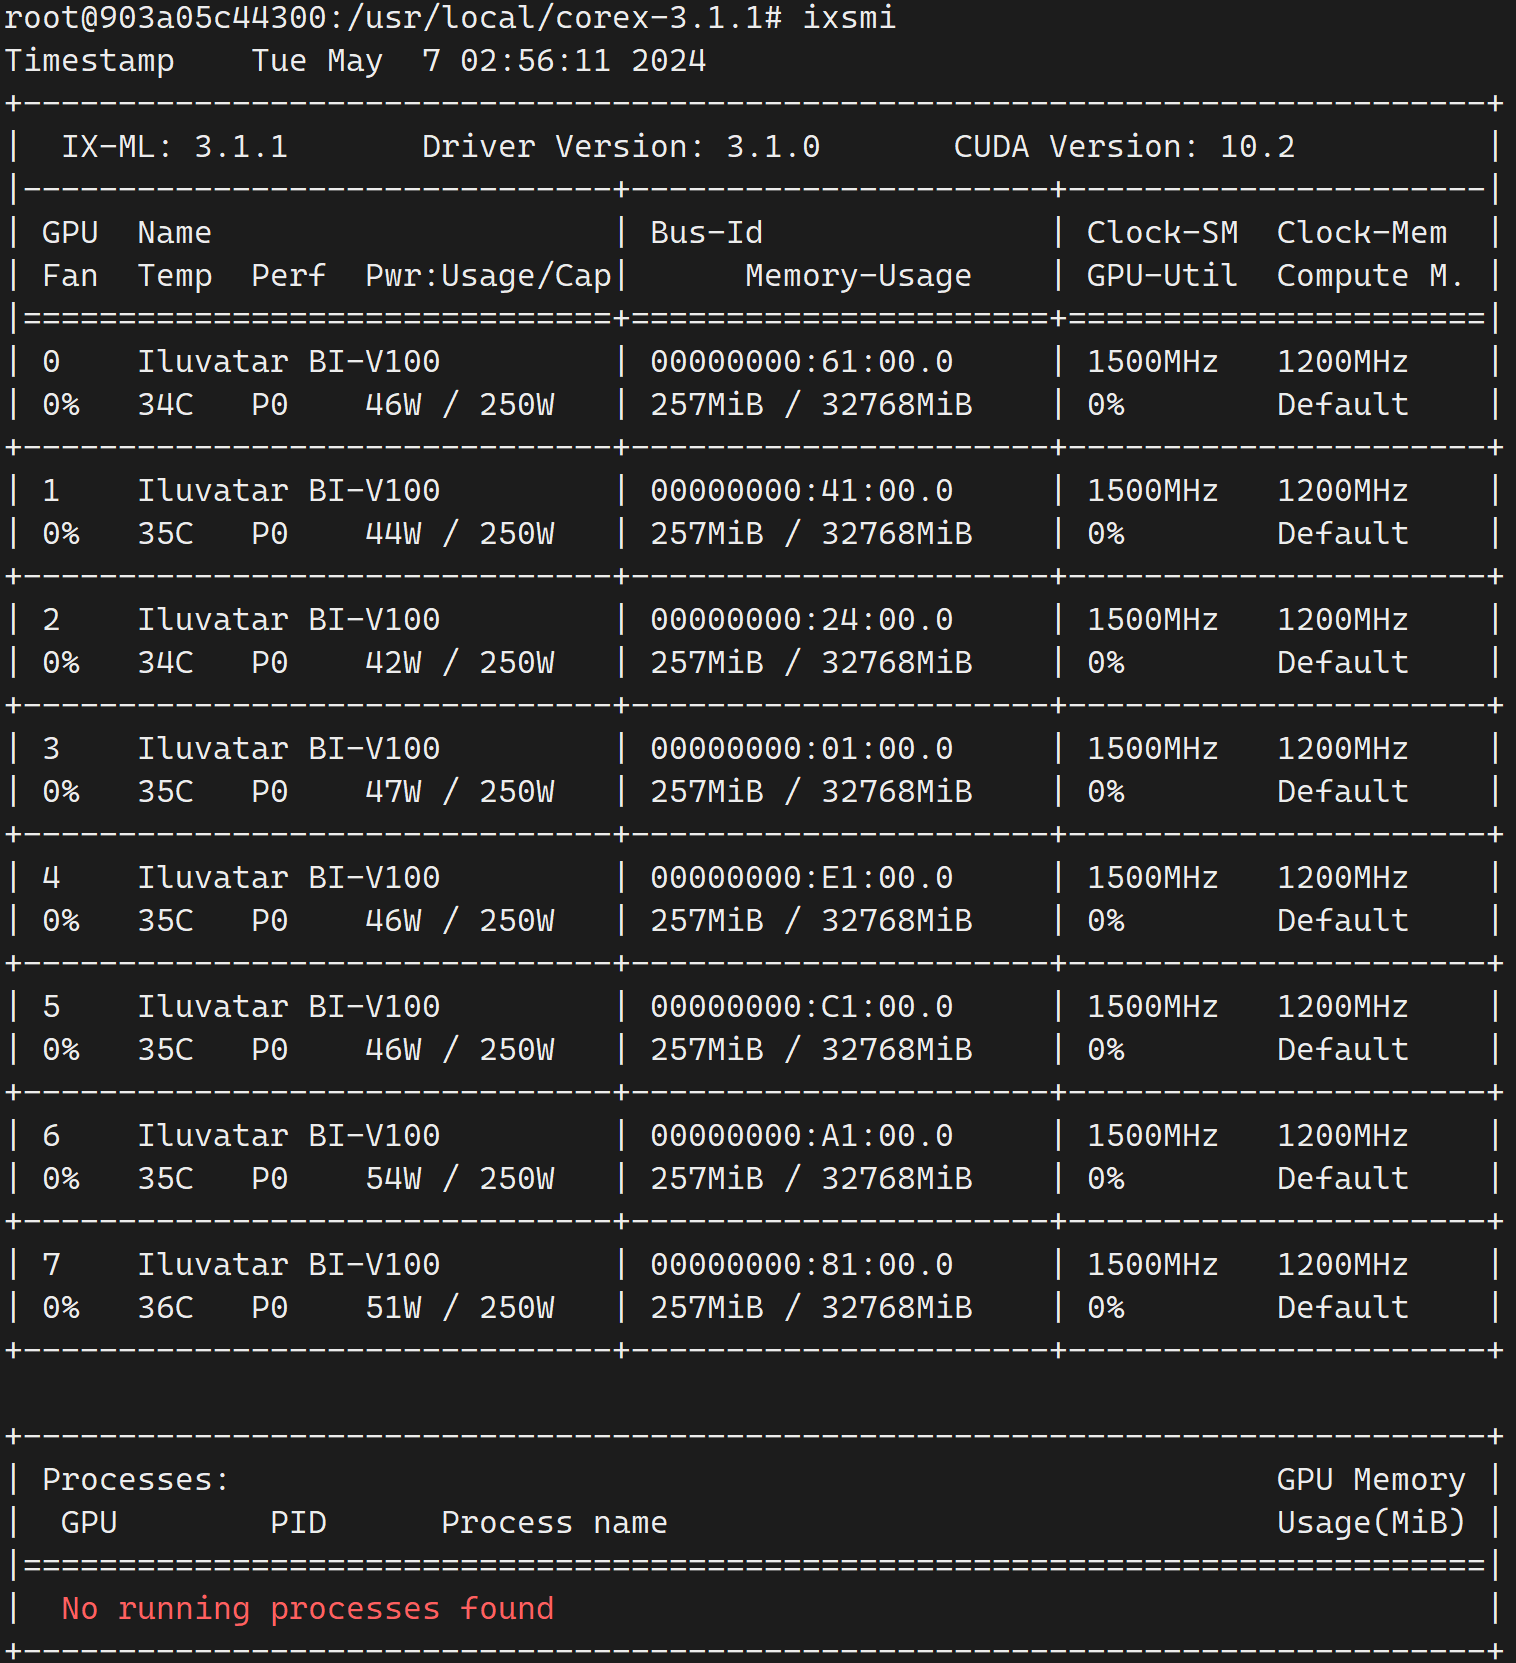 root@903a05c44300:/usr/local/corex-3.1.1# ixsmi
Timestamp    Tue May  7 02:56:11 2024
+-----------------------------------------------------------------------------+
|  IX-ML: 3.1.1       Driver Version: 3.1.0       CUDA Version: 10.2          |
|-------------------------------+----------------------+----------------------|
| GPU  Name                     | Bus-Id               | Clock-SM  Clock-Mem  |
| Fan  Temp  Perf  Pwr:Usage/Cap|      Memory-Usage    | GPU-Util  Compute M. |
|===============================+======================+======================|
| 0    Iluvatar BI-V100         | 00000000:61:00.0     | 1500MHz   1200MHz    |
| 0%   34C   P0    46W / 250W   | 257MiB / 32768MiB    | 0%        Default    |
+-------------------------------+----------------------+----------------------+
| 1    Iluvatar BI-V100         | 00000000:41:00.0     | 1500MHz   1200MHz    |
| 0%   35C   P0    44W / 250W   | 257MiB / 32768MiB    | 0%        Default    |
+-------------------------------+----------------------+----------------------+
| 2    Iluvatar BI-V100         | 00000000:24:00.0     | 1500MHz   1200MHz    |
| 0%   34C   P0    42W / 250W   | 257MiB / 32768MiB    | 0%        Default    |
+-------------------------------+----------------------+----------------------+
| 3    Iluvatar BI-V100         | 00000000:01:00.0     | 1500MHz   1200MHz    |
| 0%   35C   P0    47W / 250W   | 257MiB / 32768MiB    | 0%        Default    |
+-------------------------------+----------------------+----------------------+
| 4    Iluvatar BI-V100         | 00000000:E1:00.0     | 1500MHz   1200MHz    |
| 0%   35C   P0    46W / 250W   | 257MiB / 32768MiB    | 0%        Default    |
+-------------------------------+----------------------+----------------------+
| 5    Iluvatar BI-V100         | 00000000:C1:00.0     | 1500MHz   1200MHz    |
| 0%   35C   P0    46W / 250W   | 257MiB / 32768MiB    | 0%        Default    |
+-------------------------------+----------------------+----------------------+
| 6    Iluvatar BI-V100         | 00000000:A1:00.0     | 1500MHz   1200MHz    |
| 0%   35C   P0    54W / 250W   | 257MiB / 32768MiB    | 0%        Default    |
+-------------------------------+----------------------+----------------------+
| 7    Iluvatar BI-V100         | 00000000:81:00.0     | 1500MHz   1200MHz    |
| 0%   36C   P0    51W / 250W   | 257MiB / 32768MiB    | 0%        Default    |
+-------------------------------+----------------------+----------------------+

+-----------------------------------------------------------------------------+
| Processes:                                                       GPU Memory |
|  GPU        PID      Process name                                Usage(MiB) |
|=============================================================================|
|  No running processes found                                                 |
+-----------------------------------------------------------------------------+